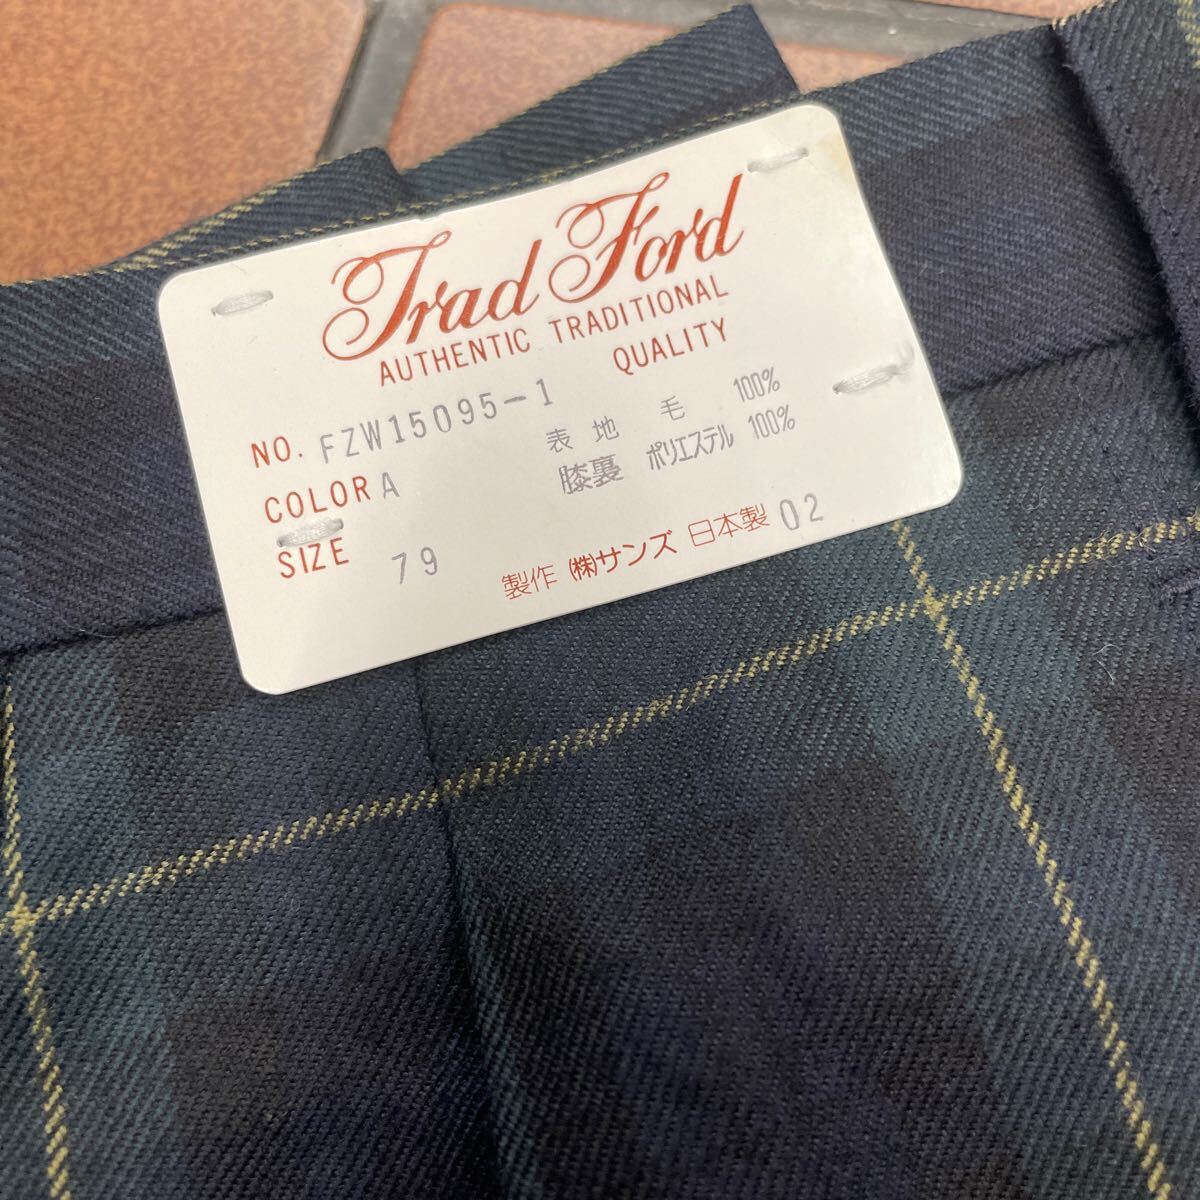 Trad Ford
AUTHENTIC TRADITIONAL
QUALITY
NO. FZW15095-1
表地 毛 100%
COLOR A
膝裏 ポリエステル 100%
SIZE 79
製作 ㈱サンズ 日本製 02